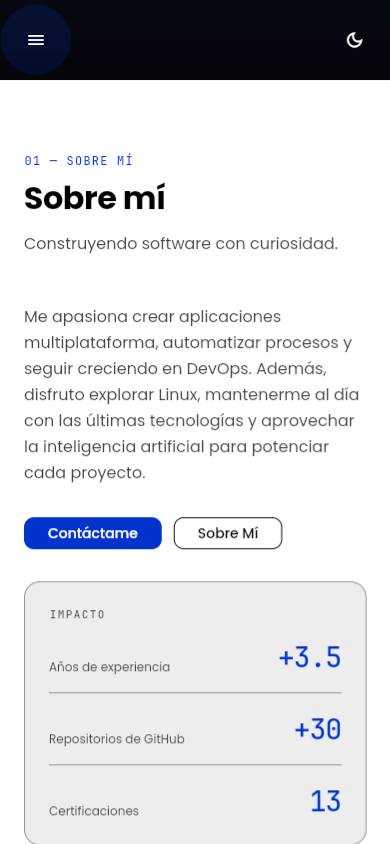 01 — SOBRE MÍ
Sobre mí
Construyendo software con curiosidad.
Me apasiona crear aplicaciones
multiplataforma, automatizar procesos y
seguir creciendo en DevOps. Además,
disfruto explorar Linux, mantenerme al día
con las últimas tecnologías y aprovechar
la inteligencia artificial para potenciar
cada proyecto.
Contáctame
Sobre Mí
IMPACTO
Años de experiencia +3.5
Repositorios de GitHub +30
Certificaciones 13